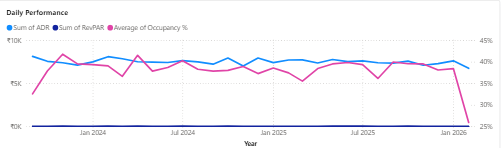 Daily Performance
Sum of ADR Sum of RevPAR Average of Occupancy %
₹10K
₹5K
₹0K
45%
40%
35%
30%
25%
Jan 2024 Jul 2024 Jan 2025 Jul 2025 Jan 2026
Year